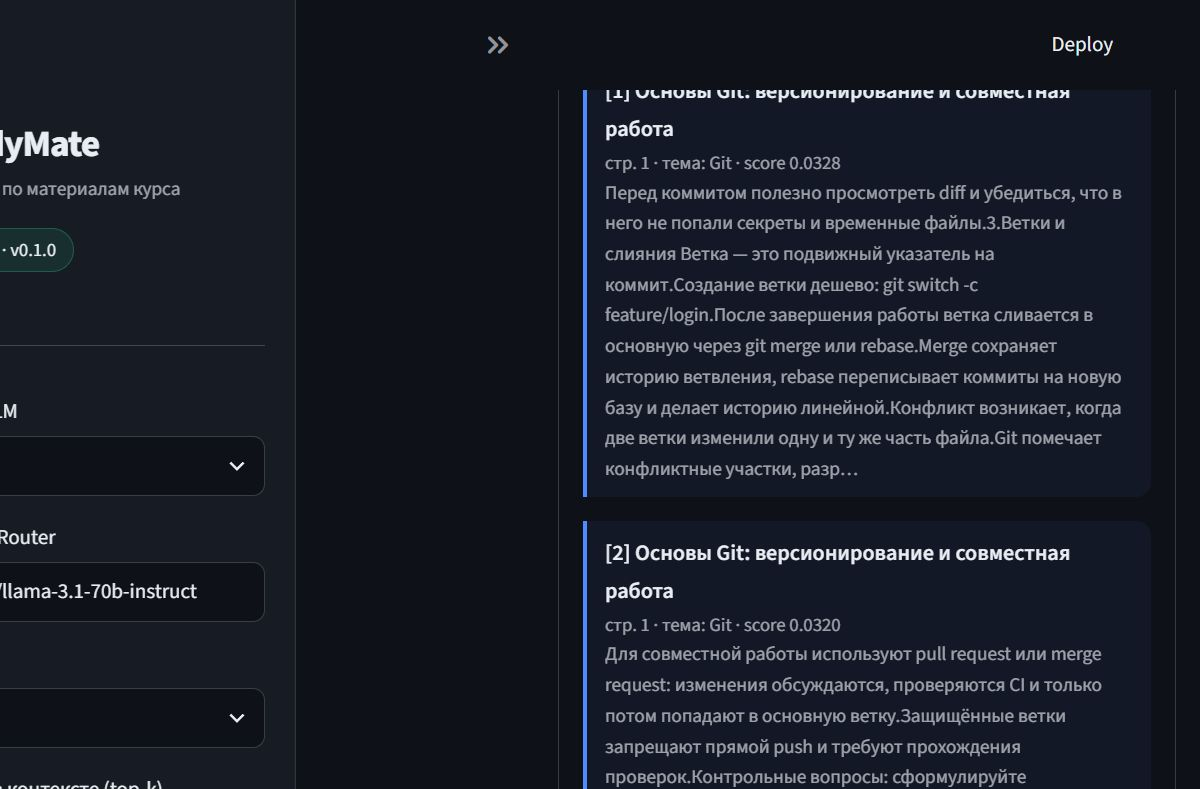 Deploy
lyMate
по материалам курса
· v0.1.0
LM
Router
/llama-3.1-70b-instruct
контексте (top-k)
[1] Основы Git: версионирование и совместная
работа
стр. 1 · тема: Git · score 0.0328
Перед коммитом полезно просмотреть diff и убедиться, что в
него не попали секреты и временные файлы.3.Ветки и
слияния Ветка — это подвижный указатель на
коммит.Создание ветки дешево: git switch -c
feature/login.После завершения работы ветка сливается в
основную через git merge или rebase.Merge сохраняет
историю ветвления, rebase переписывает коммиты на новую
базу и делает историю линейной.Конфликт возникает, когда
две ветки изменили одну и ту же часть файла.Git помечает
конфликтные участки, разр…
[2] Основы Git: версионирование и совместная
работа
стр. 1 · тема: Git · score 0.0320
Для совместной работы используют pull request или merge
request: изменения обсуждаются, проверяются CI и только
потом попадают в основную ветку.Защищённые ветки
запрещают прямой push и требуют прохождения
проверок.Контрольные вопросы: сформулируйте